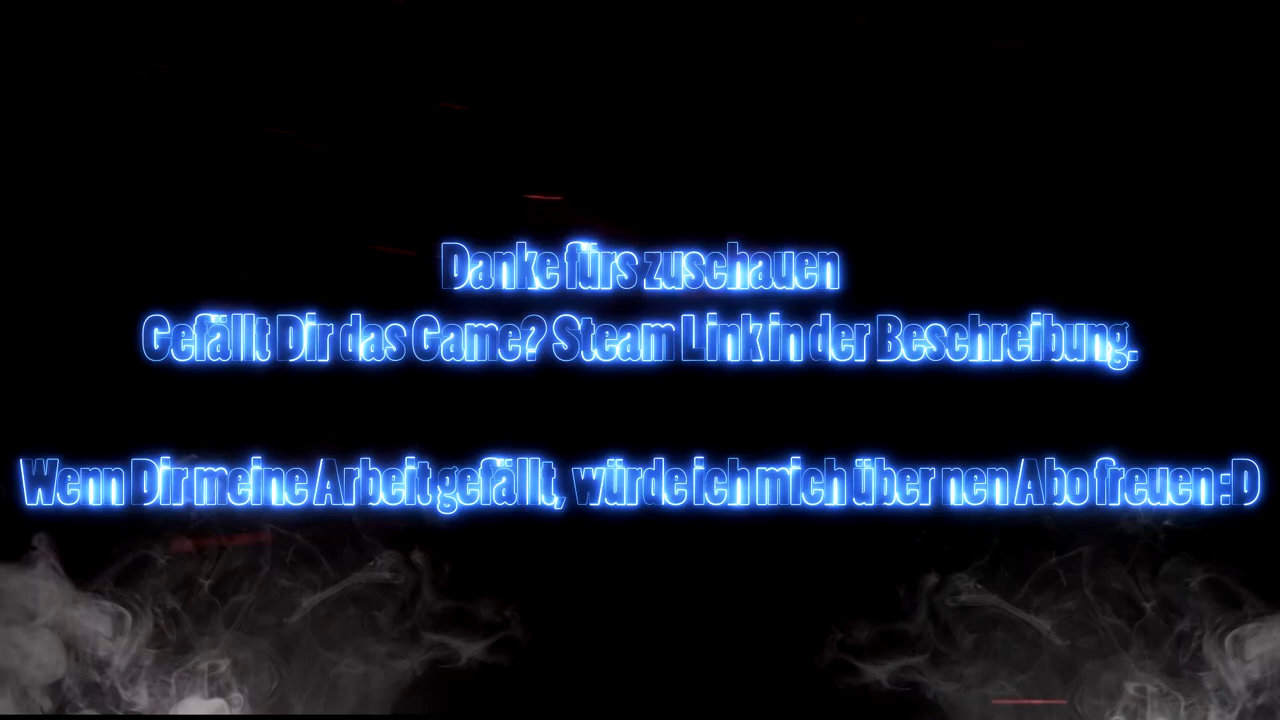 Danke fürs zuschauen
Gefällt Dir das Game? Steam Link in der Beschreibung.
Wenn Dir meine Arbeit gefällt, würde ich mich über nen Abo freuen :D